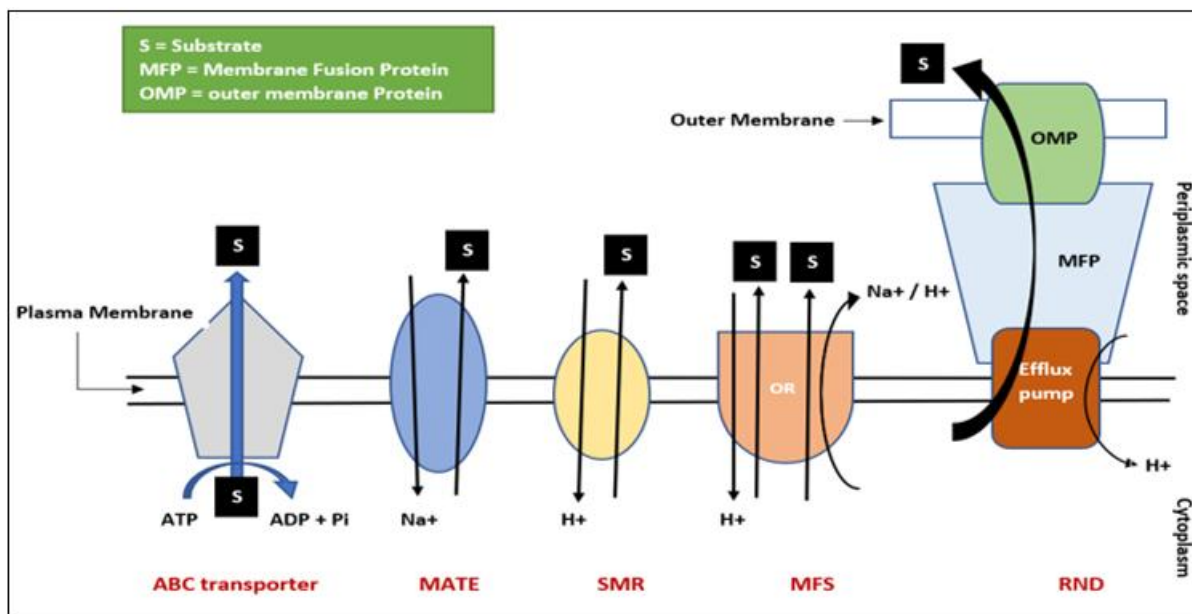 S = Substrate
MFP = Membrane Fusion Protein
OMP = outer membrane Protein
S
Outer Membrane
OMP
Periplasmic space
S
S
S
S
S
MFP
Na+ / H+
Plasma Membrane
OR
Efflux
pump
S
H+
ATP
ADP + Pi
Na+
H+
H+
Cytoplasm
ABC transporter
MATE
SMR
MFS
RND